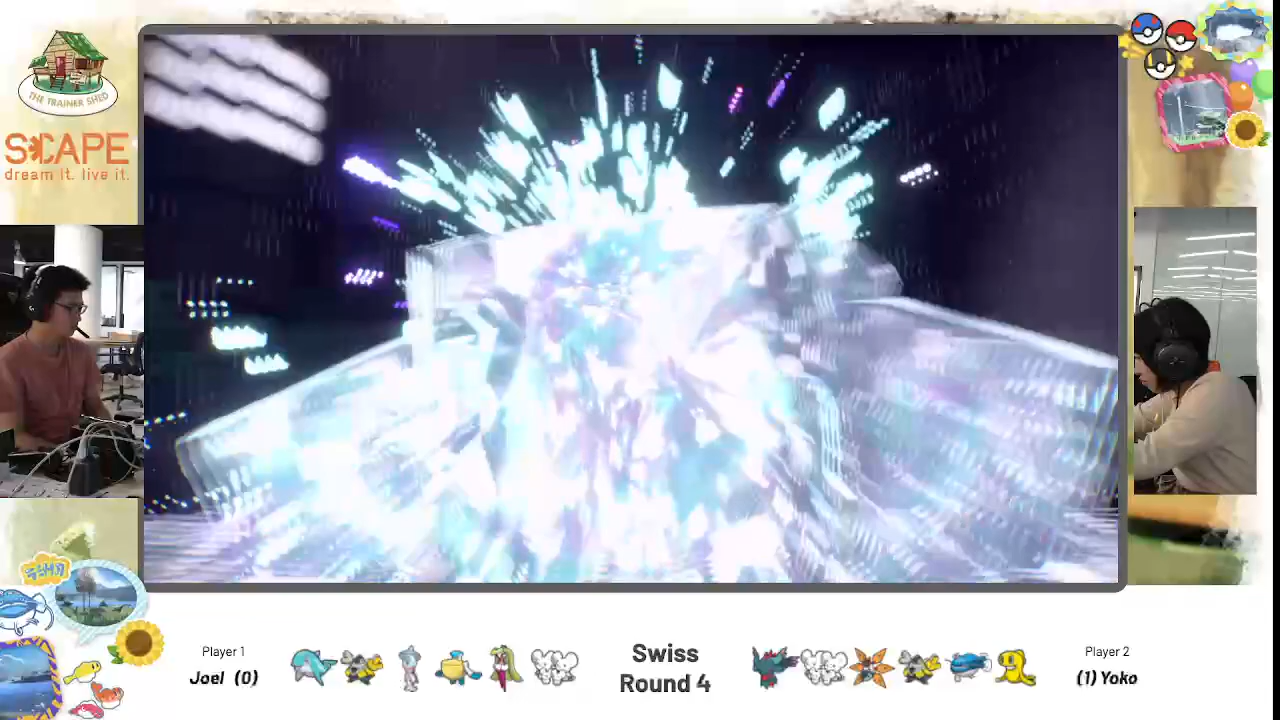 THE TRAINER SHED
SCAPE
dream it. live it.
Player 1
Joel (0)
Swiss
Round 4
Player 2
(1) Yoko